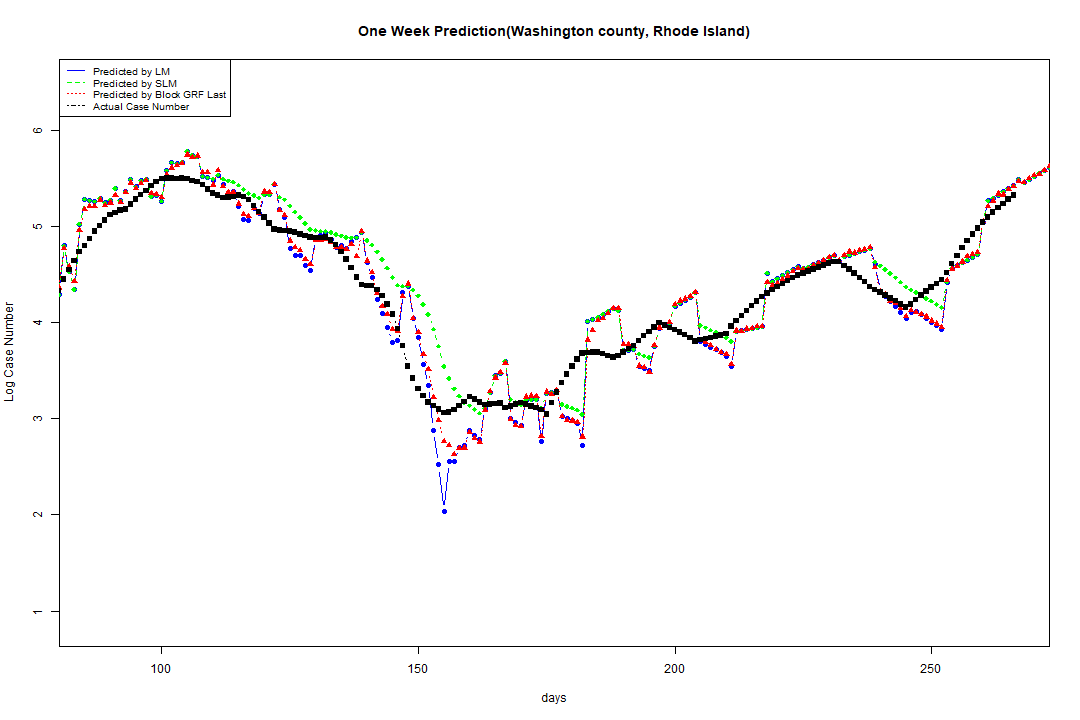 One Week Prediction(Washington county, Rhode Island)
Predicted by LM
Predicted by SLM
Predicted by Block GRF Last
Actual Case Number
6
5
4
3
2
1
Log Case Number
100 150 200 250
days